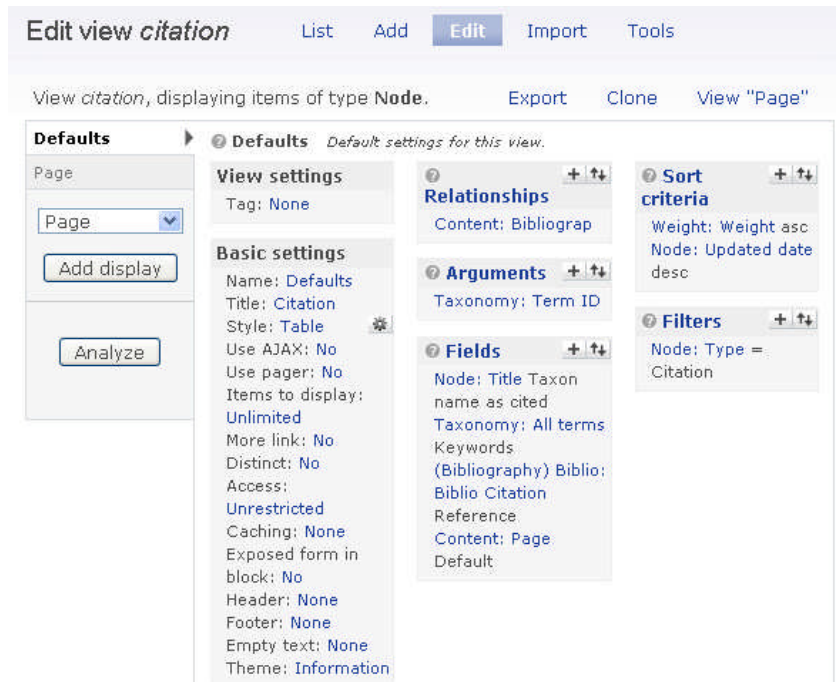 Edit view citation List Add Edit Import Tools
View citation, displaying items of type Node. Export Clone View "Page"
Defaults
Page
Page
Add display
Analyze
Defaults Default settings for this view.
View settings
Tag: None
Basic settings
Name: Defaults
Title: Citation
Style: Table
Use AJAX: No
Use pager: No
Items to display:
Unlimited
More link: No
Distinct: No
Access:
Unrestricted
Caching: None
Exposed form in
block: No
Header: None
Footer: None
Empty text: None
Theme: Information
Relationships
Content: Bibliograp
Arguments
Taxonomy: Term ID
Fields
Node: Title Taxon
name as cited
Taxonomy: All terms
Keywords
(Bibliography) Biblio:
Biblio Citation
Reference
Content: Page
Default
Sort
criteria
Weight: Weight asc
Node: Updated date
desc
Filters
Node: Type =
Citation